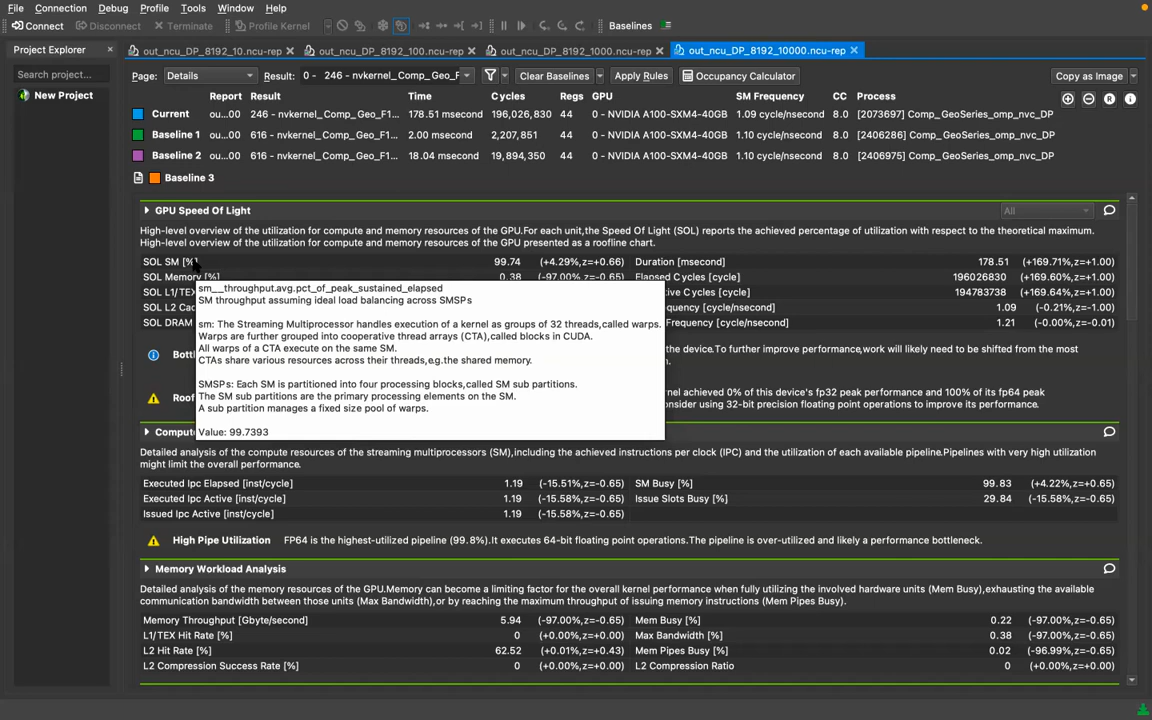 File Connection Debug Profile Tools Window Help
Connect Disconnect Terminate Profile Kernel Baselines
Project Explorer × out_ncu_DP_8192_10.ncu-rep × out_ncu_DP_8192_100.ncu-rep × out_ncu_DP_8192_1000.ncu-rep × out_ncu_DP_8192_10000.ncu-rep ×
Search project... Page: Details Result: 0 - 246 - nvkernel_Comp_Geo_F Clear Baselines Apply Rules Occupancy Calculator Copy as Image
New Project
Report Result Time Cycles Regs GPU SM Frequency CC Process
Current ou...00 246 - nvkernel_Comp_Geo_F1... 178.51 msecond 196,026,830 44 0 - NVIDIA A100-SXM4-40GB 1.09 cycle/nsecond 8.0 [2073697] Comp_GeoSeries_omp_nvc_DP
Baseline 1 ou...00 616 - nvkernel_Comp_Geo_F1... 2.00 msecond 2,207,851 44 0 - NVIDIA A100-SXM4-40GB 1.10 cycle/nsecond 8.0 [2406286] Comp_GeoSeries_omp_nvc_DP
Baseline 2 ou...00 616 - nvkernel_Comp_Geo_F1... 18.04 msecond 19,894,350 44 0 - NVIDIA A100-SXM4-40GB 1.10 cycle/nsecond 8.0 [2406975] Comp_GeoSeries_omp_nvc_DP
Baseline 3
GPU Speed Of Light All
High-level overview of the utilization for compute and memory resources of the GPU.For each unit,the Speed Of Light (SOL) reports the achieved percentage of utilization with respect to the theoretical maximum.
High-level overview of the utilization for compute and memory resources of the GPU presented as a roofline chart.
SOL SM [%] 99.74 (+4.29%,z=+0.66) Duration [msecond] 178.51 (+169.71%,z=+1.00)
SOL Memory [%] 0.38 (-97.00%,z=-0.65) Elapsed Cycles [cycle] 196026830 (+169.60%,z=+1.00)
SOL L1/TEX ctive Cycles [cycle] 194783738 (+169.64%,z=+1.00)
SOL L2 Cac quency [cycle/nsecond] 1.09 (-0.21%,z=-1.00)
SOL DRAM Frequency [cycle/nsecond] 1.21 (-0.00%,z=-0.01)
sm__throughput.avg.pct_of_peak_sustained_elapsed
SM throughput assuming ideal load balancing across SMSPs
sm: The Streaming Multiprocessor handles execution of a kernel as groups of 32 threads,called warps.
Warps are further grouped into cooperative thread arrays (CTA),called blocks in CUDA.
All warps of a CTA execute on the same SM.
CTAs share various resources across their threads,e.g.the shared memory.
SMSPs: Each SM is partitioned into four processing blocks,called SM sub partitions.
The SM sub partitions are the primary processing elements on the SM.
A sub partition manages a fixed size pool of warps.
Value: 99.7393
Bott the device.To further improve performance,work will likely need to be shifted from the most
Roof rnel achieved 0% of this device's fp32 peak performance and 100% of its fp64 peak
onsider using 32-bit precision floating point operations to improve its performance.
Compute
Detailed analysis of the compute resources of the streaming multiprocessors (SM),including the achieved instructions per clock (IPC) and the utilization of each available pipeline.Pipelines with very high utilization
might limit the overall performance.
Executed Ipc Elapsed [inst/cycle] 1.19 (-15.51%,z=-0.65) SM Busy [%] 99.83 (+4.22%,z=+0.65)
Executed Ipc Active [inst/cycle] 1.19 (-15.58%,z=-0.65) Issue Slots Busy [%] 29.84 (-15.58%,z=-0.65)
Issued Ipc Active [inst/cycle] 1.19 (-15.58%,z=-0.65)
High Pipe Utilization FP64 is the highest-utilized pipeline (99.8%).It executes 64-bit floating point operations.The pipeline is over-utilized and likely a performance bottleneck.
Memory Workload Analysis
Detailed analysis of the memory resources of the GPU.Memory can become a limiting factor for the overall kernel performance when fully utilizing the involved hardware units (Mem Busy),exhausting the available
communication bandwidth between those units (Max Bandwidth),or by reaching the maximum throughput of issuing memory instructions (Mem Pipes Busy).
Memory Throughput [Gbyte/second] 5.94 (-97.00%,z=-0.65) Mem Busy [%] 0.22 (-97.00%,z=-0.65)
L1/TEX Hit Rate [%] 0 (+0.00%,z=+0.00) Max Bandwidth [%] 0.38 (-97.00%,z=-0.65)
L2 Hit Rate [%] 62.52 (+0.01%,z=+0.43) Mem Pipes Busy [%] 0.02 (-96.99%,z=-0.65)
L2 Compression Success Rate [%] 0 (+0.00%,z=+0.00) L2 Compression Ratio 0 (+0.00%,z=+0.00)